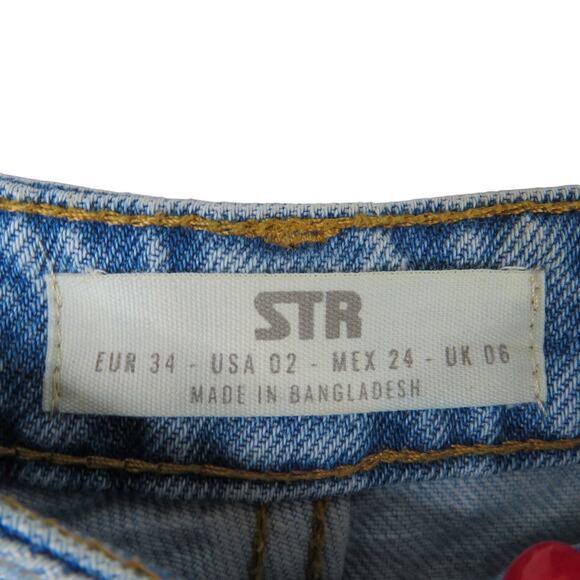 STR
EUR 34 - USA 02 - MEX 24 - UK 06
MADE IN BANGLADESH